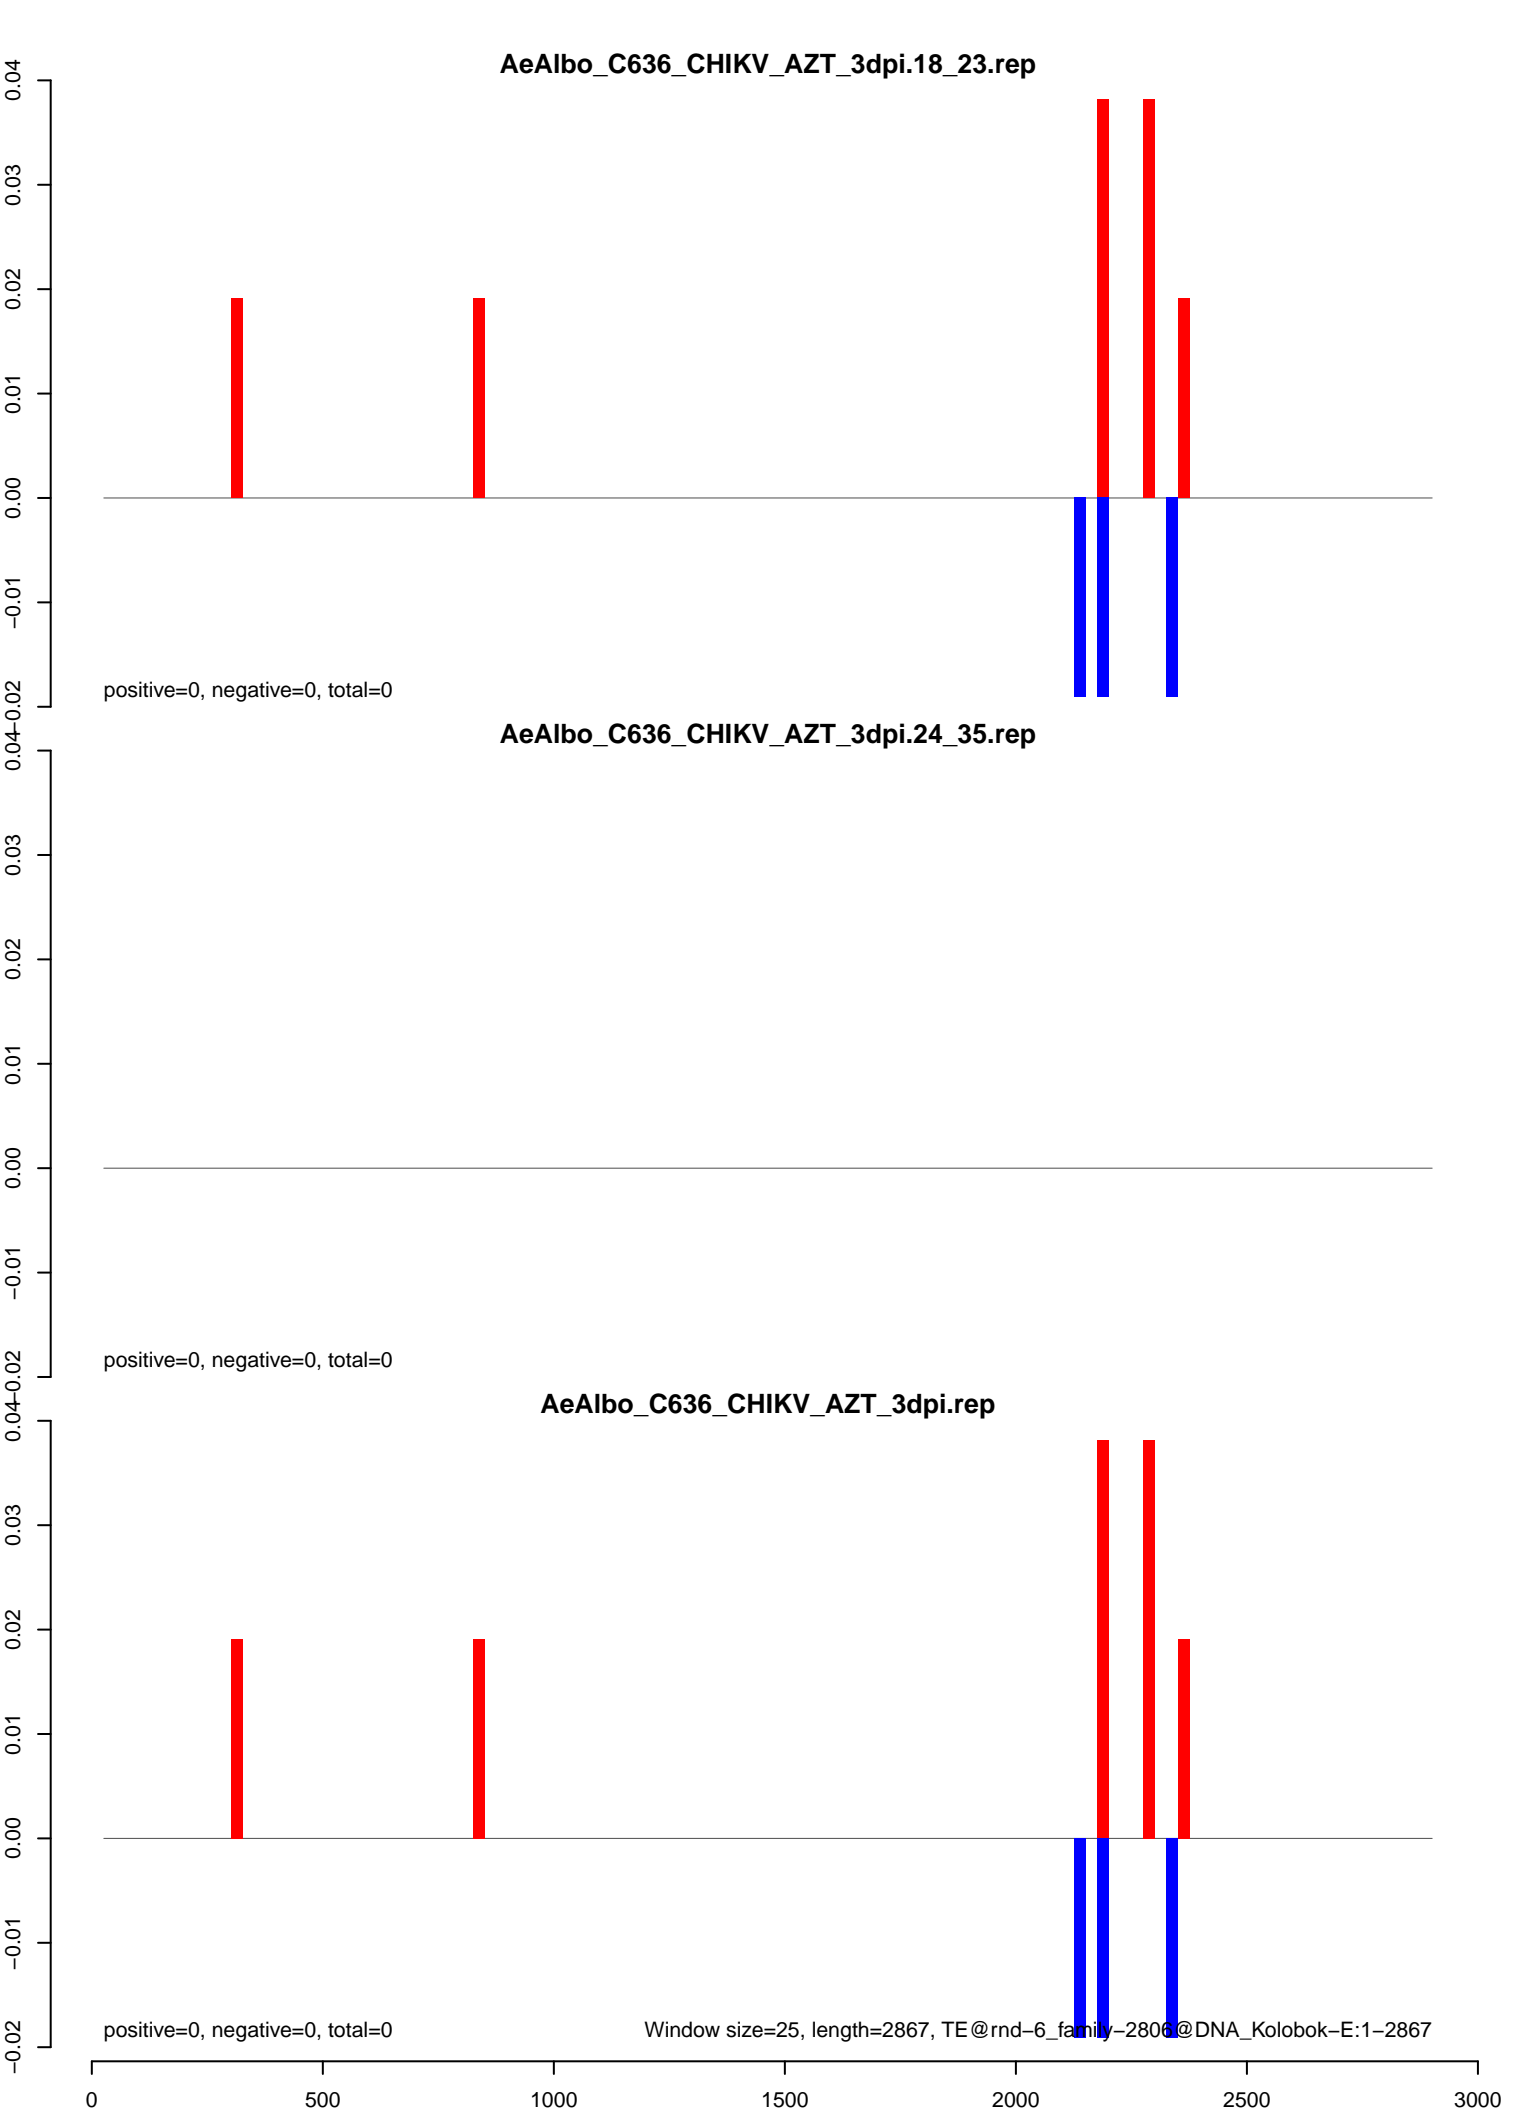 AeAlbo_C636_CHIKV_AZT_3dpi.18_23.rep
0.04
0.03
0.02
0.01
0.00
−0.01
−0.02
positive=0, negative=0, total=0
AeAlbo_C636_CHIKV_AZT_3dpi.24_35.rep
0.04
0.03
0.02
0.01
0.00
−0.01
−0.02
positive=0, negative=0, total=0
AeAlbo_C636_CHIKV_AZT_3dpi.rep
0.04
0.03
0.02
0.01
0.00
−0.01
−0.02
positive=0, negative=0, total=0
Window size=25, length=2867, TE@rnd−6_family−2806@DNA_Kolobok−E:1−2867
0 500 1000 1500 2000 2500 3000